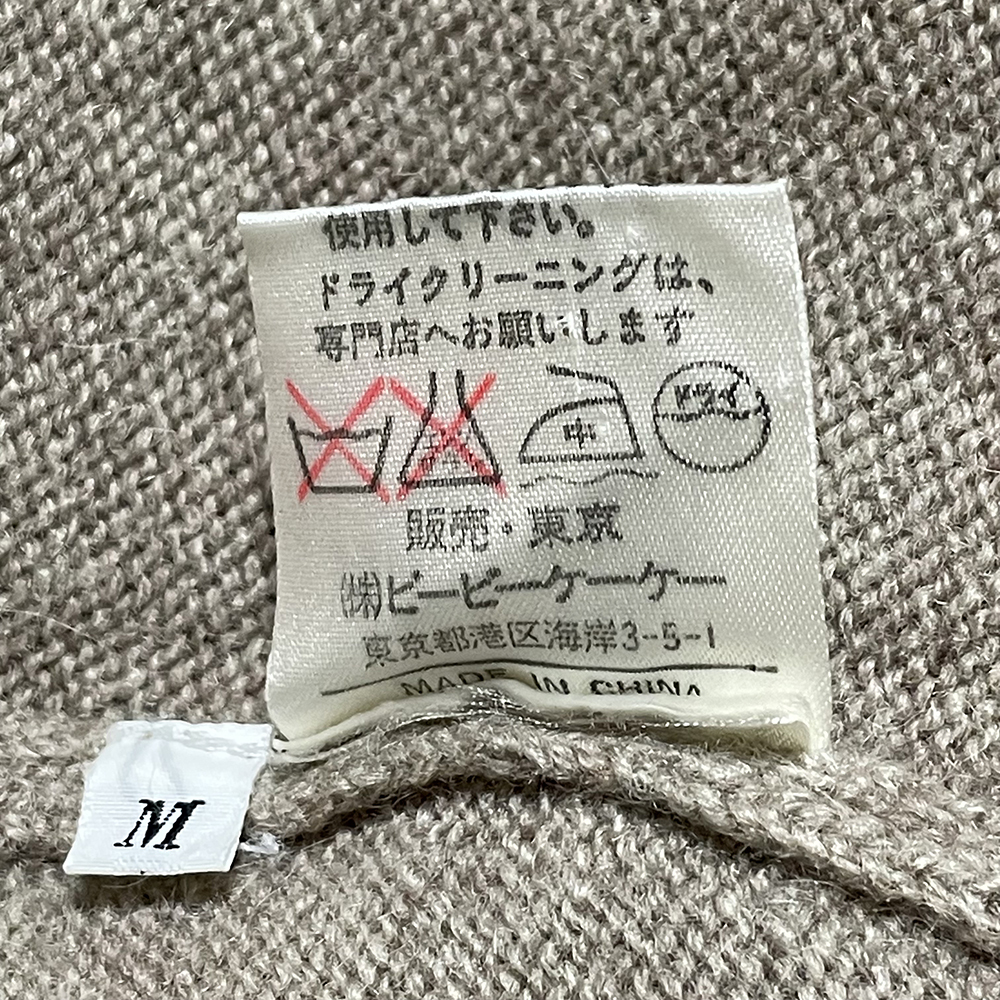 使用して下さい。
ドライクリーニングは、
専門店へお願いします
中 ドライ
販売・東京
㈱ビーピーケーケー
東京都港区海岸3-5-1
MADE IN CHINA
M